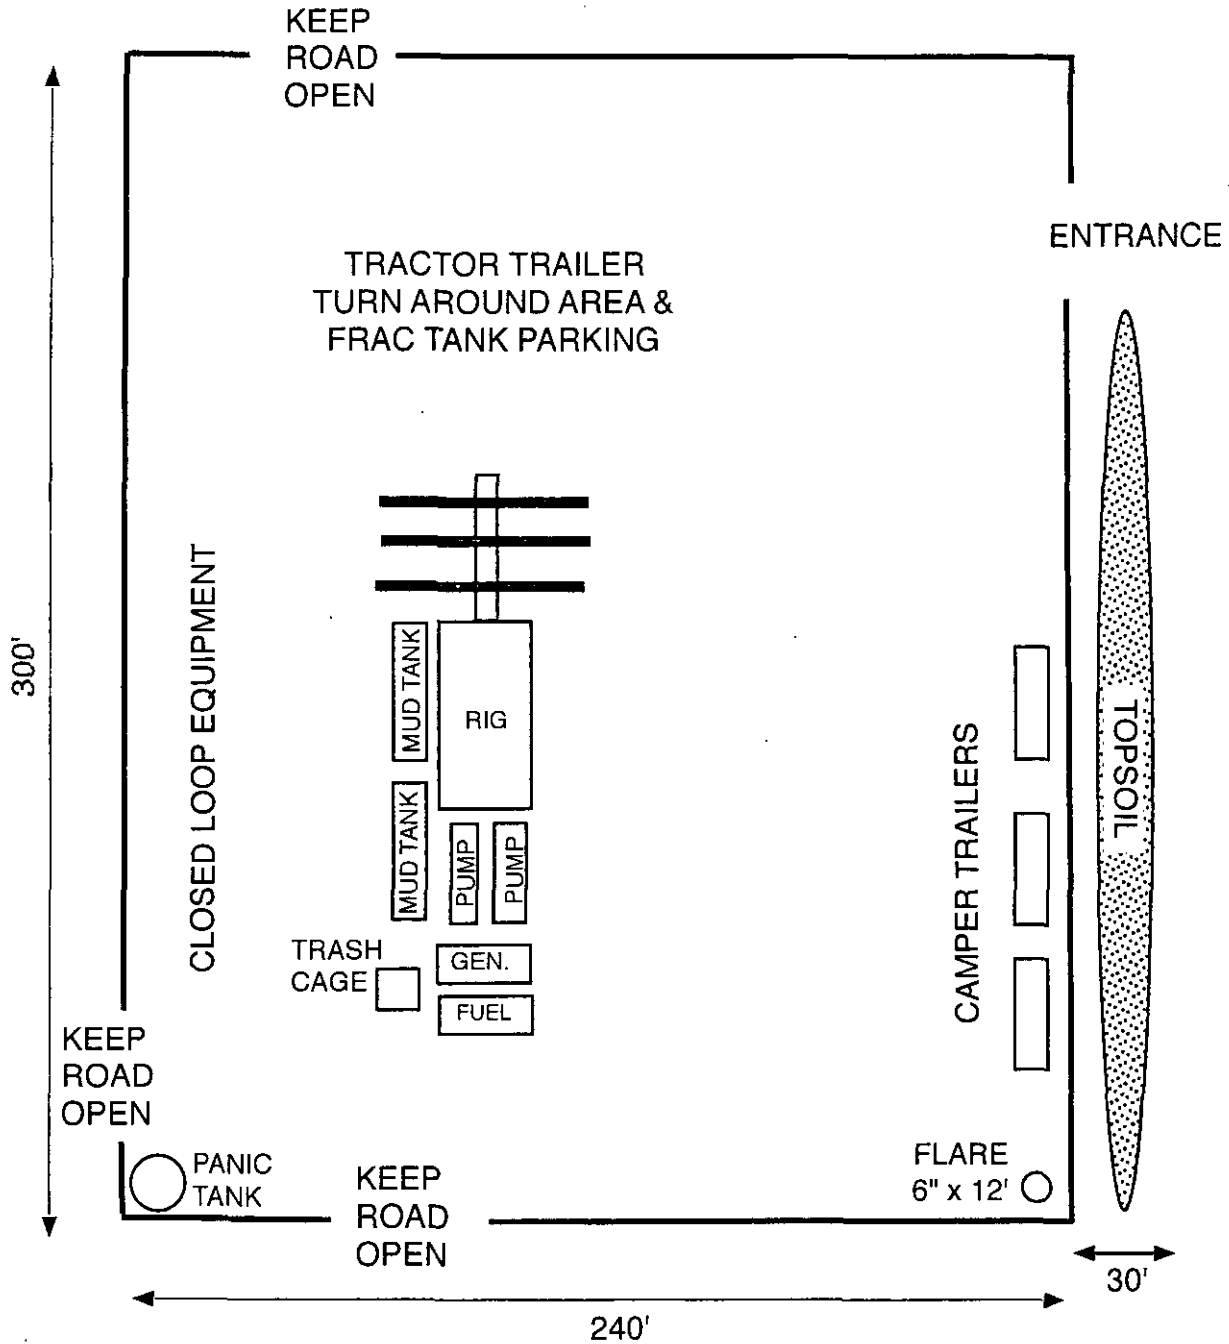 KEEP
ROAD
OPEN
ENTRANCE
TRACTOR TRAILER
TURN AROUND AREA &
FRAC TANK PARKING
300'
CLOSED LOOP EQUIPMENT
MUD TANK
RIG
MUD TANK
PUMP
PUMP
TRASH
CAGE
GEN.
FUEL
CAMPER TRAILERS
TOPSOIL
KEEP
ROAD
OPEN
PANIC
TANK
KEEP
ROAD
OPEN
FLARE
6" x 12'
30'
240'